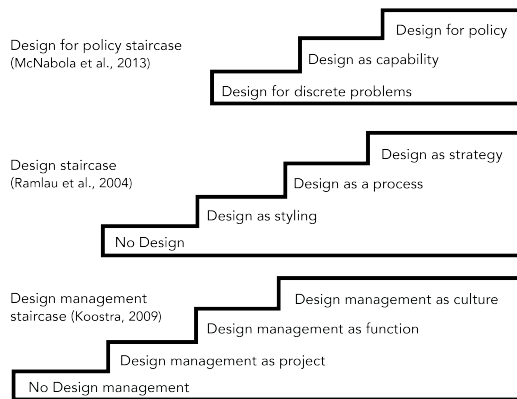 Design for policy staircase
(McNabola et al., 2013)
Design for policy
Design as capability
Design for discrete problems
Design staircase
(Ramlau et al., 2004)
Design as strategy
Design as a process
Design as styling
No Design
Design management
staircase (Koostra, 2009)
Design management as culture
Design management as function
Design management as project
No Design management